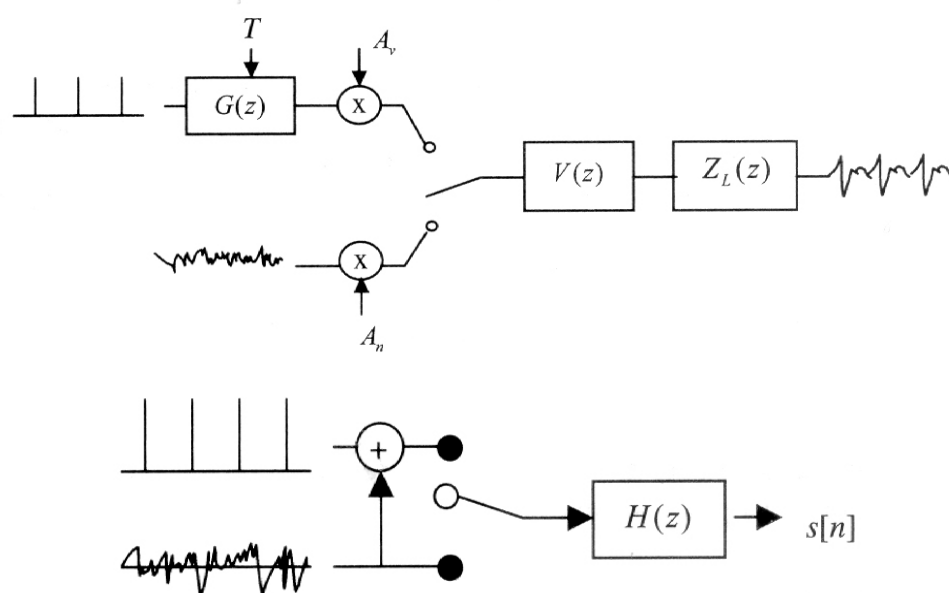 T
A_v
G(z)
x
V(z)
Z_L(z)
x
A_n
+
H(z)
s[n]